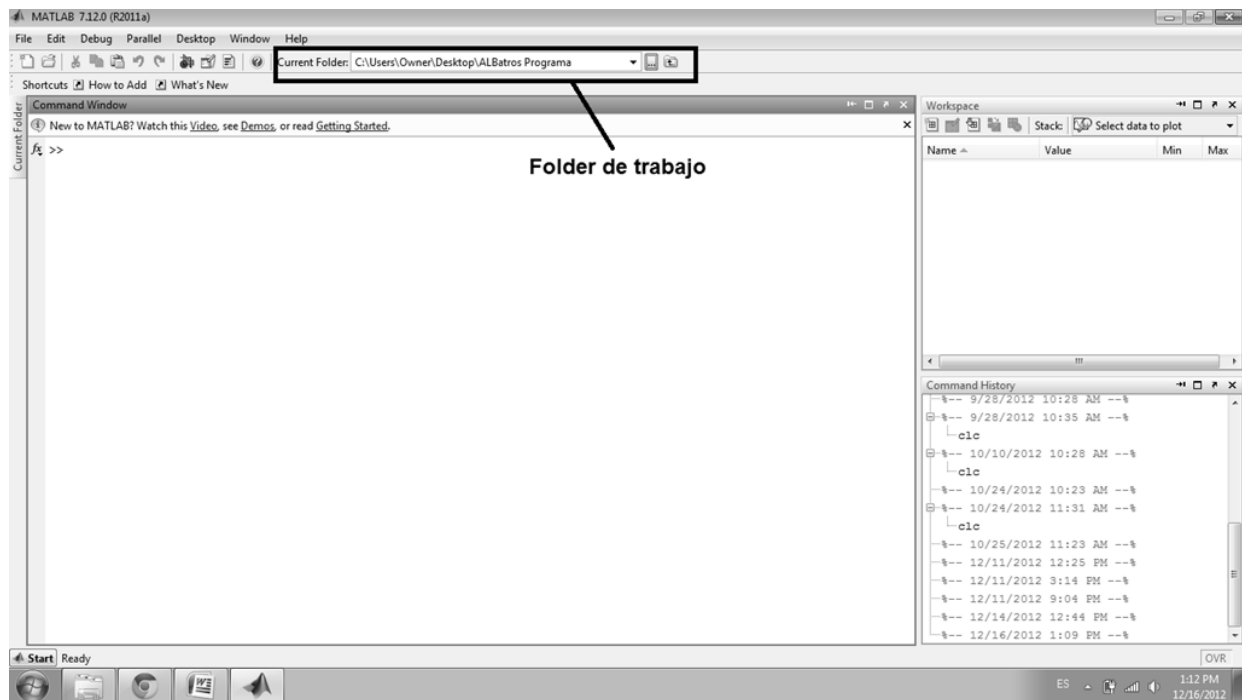 MATLAB 7.12.0 (R2011a)
File Edit Debug Parallel Desktop Window Help
Current Folder: C:\Users\Owner\Desktop\ALBatros Programa
Shortcuts How to Add What's New
Current Folder
Command Window
New to MATLAB? Watch this Video, see Demos, or read Getting Started.
fx >>
Folder de trabajo
Workspace
Stack: Select data to plot
Name Value Min Max
Command History
%-- 9/28/2012 10:28 AM --%
%-- 9/28/2012 10:35 AM --%
clc
%-- 10/10/2012 10:28 AM --%
clc
%-- 10/24/2012 10:23 AM --%
%-- 10/24/2012 11:31 AM --%
clc
%-- 10/25/2012 11:23 AM --%
%-- 12/11/2012 12:25 PM --%
%-- 12/11/2012 3:14 PM --%
%-- 12/11/2012 9:04 PM --%
%-- 12/14/2012 12:44 PM --%
%-- 12/16/2012 1:09 PM --%
Start Ready
OVR
ES
1:12 PM
12/16/2012